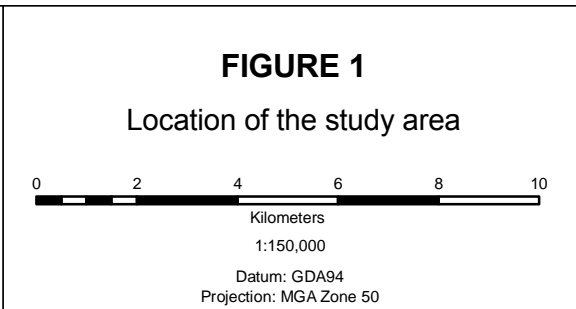 FIGURE 1
Location of the study area
0 2 4 6 8 10
Kilometers
1:150,000
Datum: GDA94
Projection: MGA Zone 50